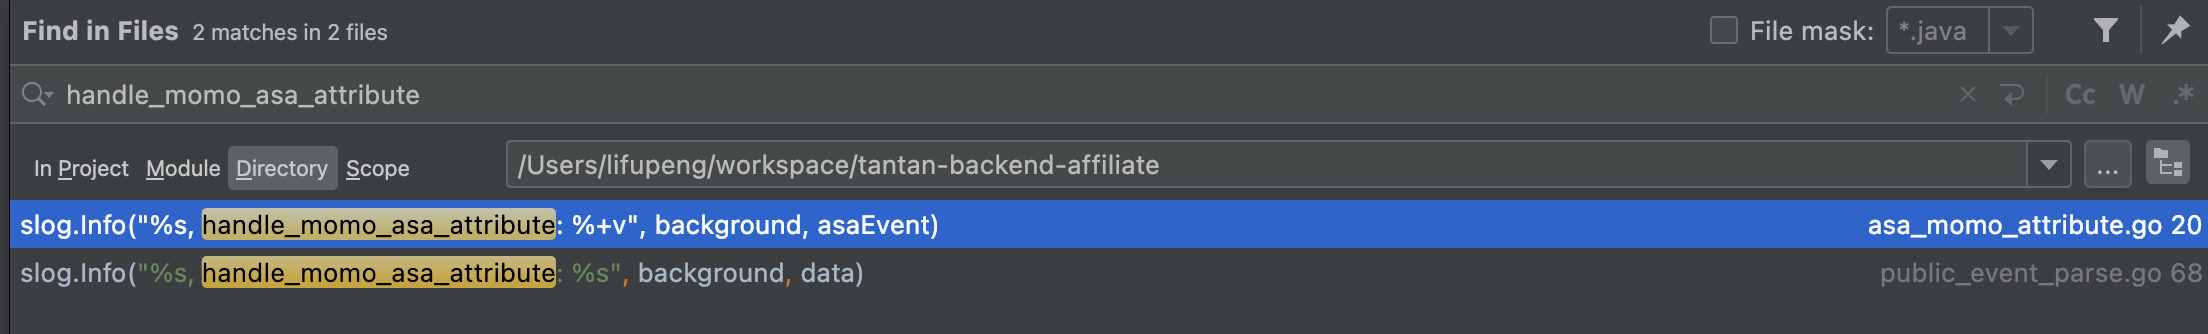 Find in Files 2 matches in 2 files File mask: *.java
handle_momo_asa_attribute Cc W .*
In Project Module Directory Scope /Users/lifupeng/workspace/tantan-backend-affiliate ...
slog.Info("%s, handle_momo_asa_attribute: %+v", background, asaEvent) asa_momo_attribute.go 20
slog.Info("%s, handle_momo_asa_attribute: %s", background, data) public_event_parse.go 68